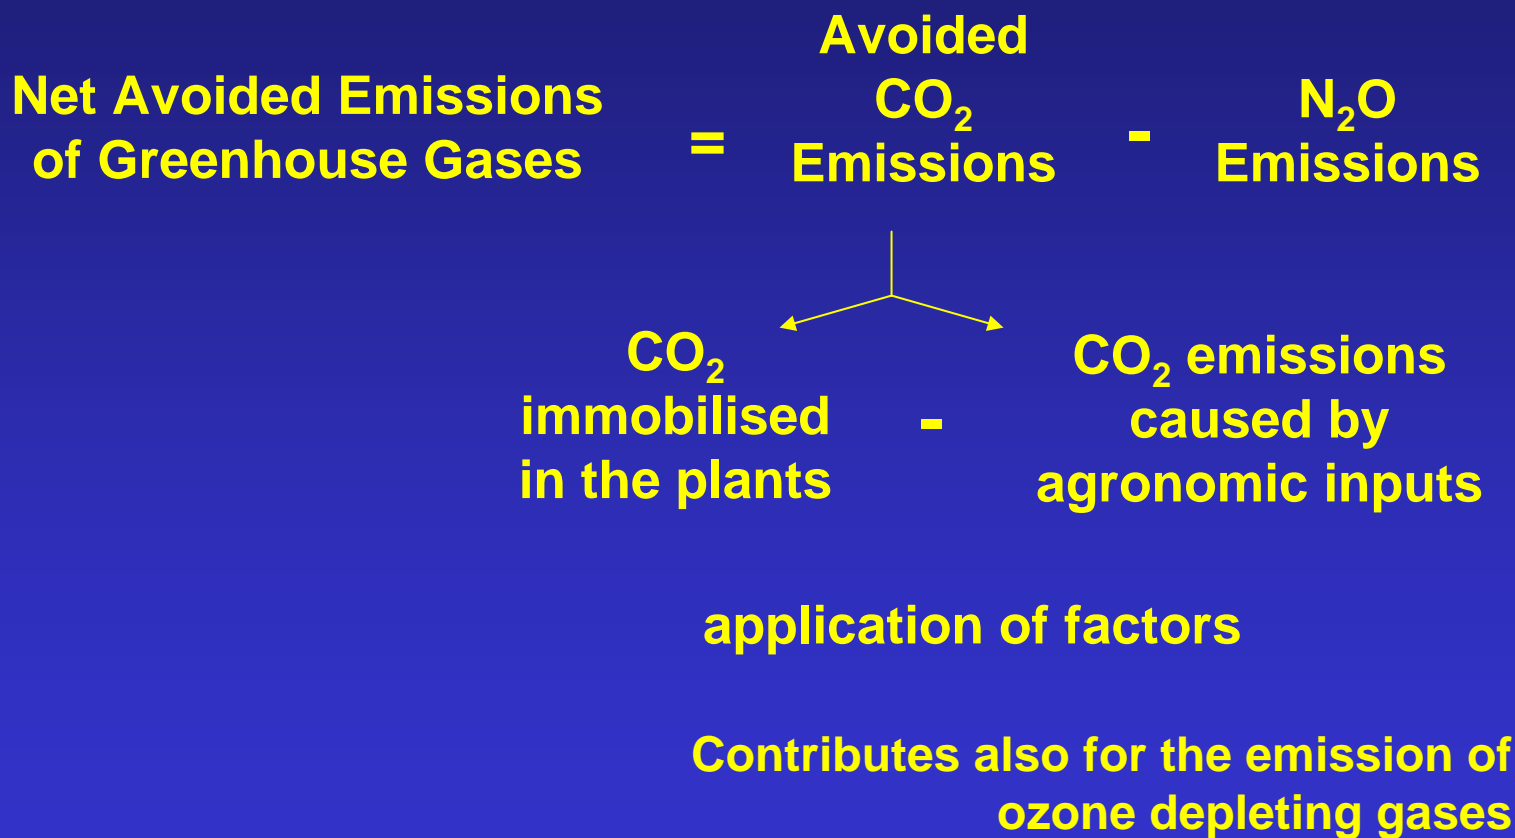 Net Avoided Emissions
of Greenhouse Gases
=
Avoided
CO₂
Emissions
-
N₂O
Emissions
CO₂
immobilised
in the plants
-
CO₂ emissions
caused by
agronomic inputs
application of factors
Contributes also for the emission of
ozone depleting gases